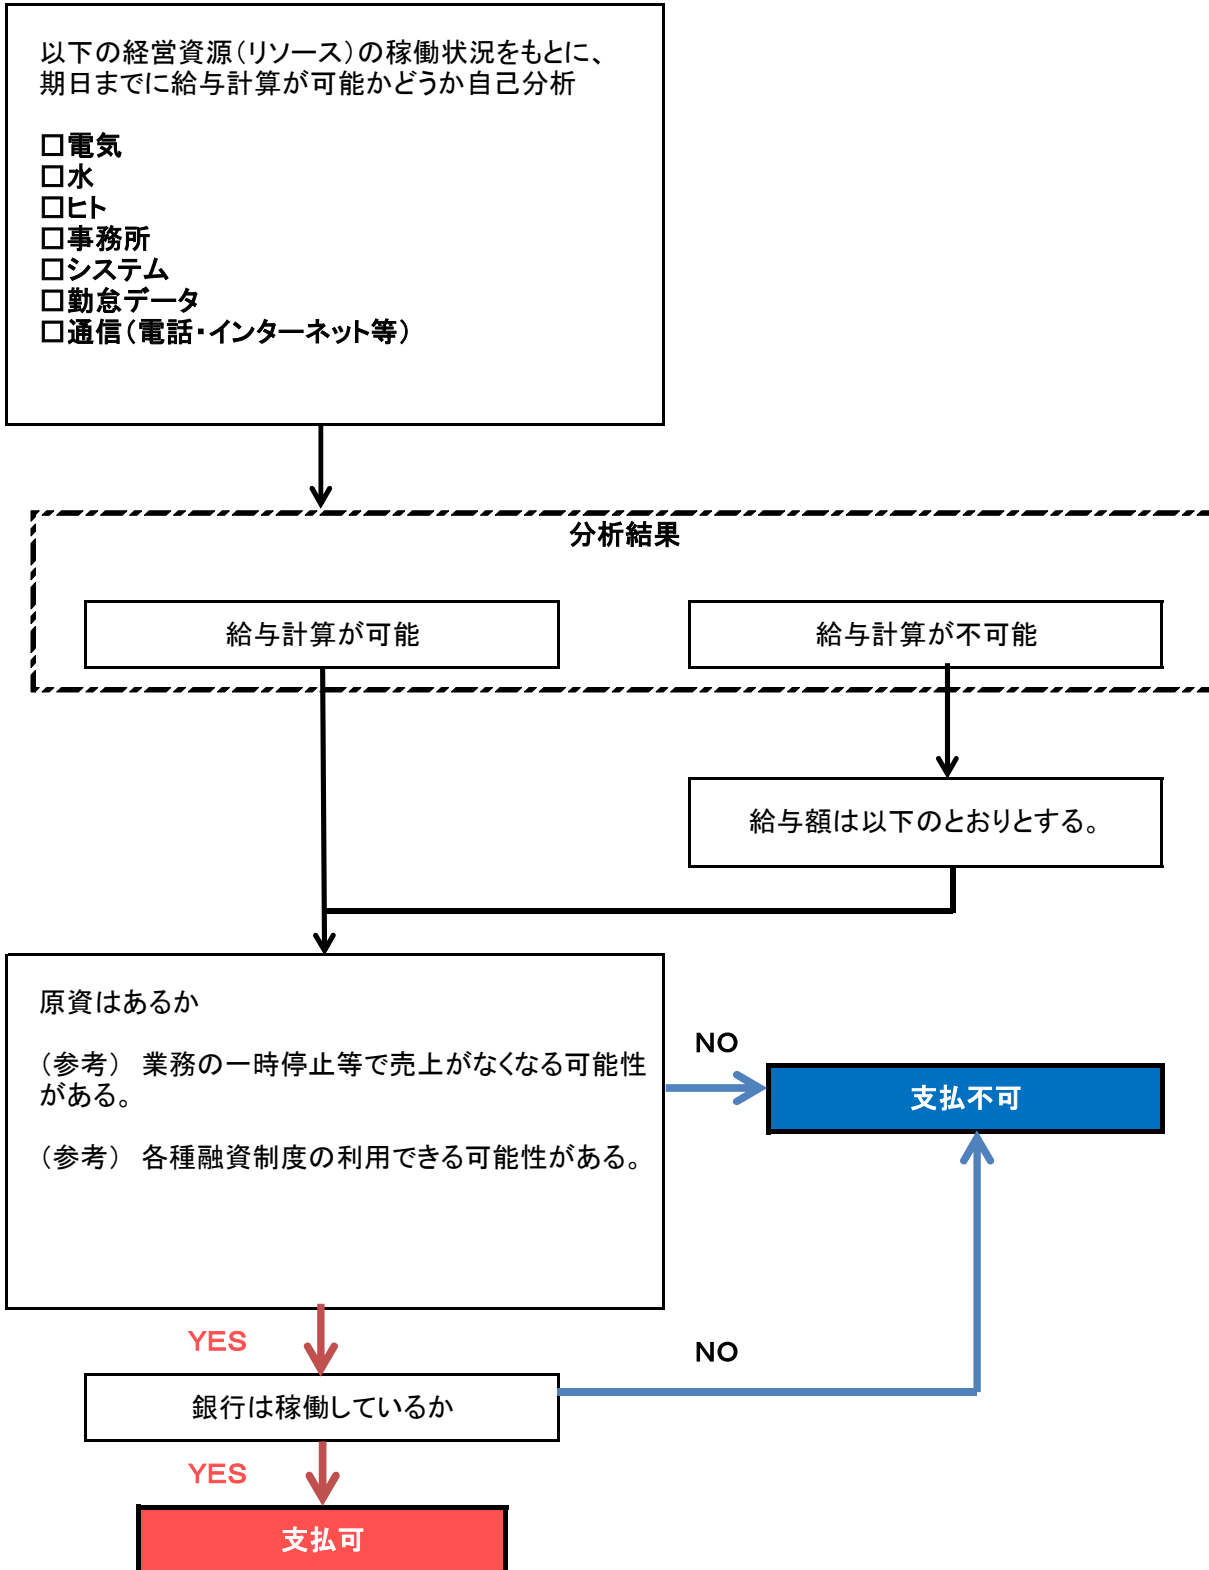 以下の経営資源(リソース)の稼働状況をもとに、
期日までに給与計算が可能かどうか自己分析
□電気
□水
□ヒト
□事務所
□システム
□勤怠データ
□通信(電話・インターネット等)
分析結果
給与計算が可能
給与計算が不可能
給与額は以下のとおりとする。
原資はあるか
(参考) 業務の一時停止等で売上がなくなる可能性
がある。
(参考) 各種融資制度の利用できる可能性がある。
NO
支払不可
YES
NO
銀行は稼働しているか
YES
支払可